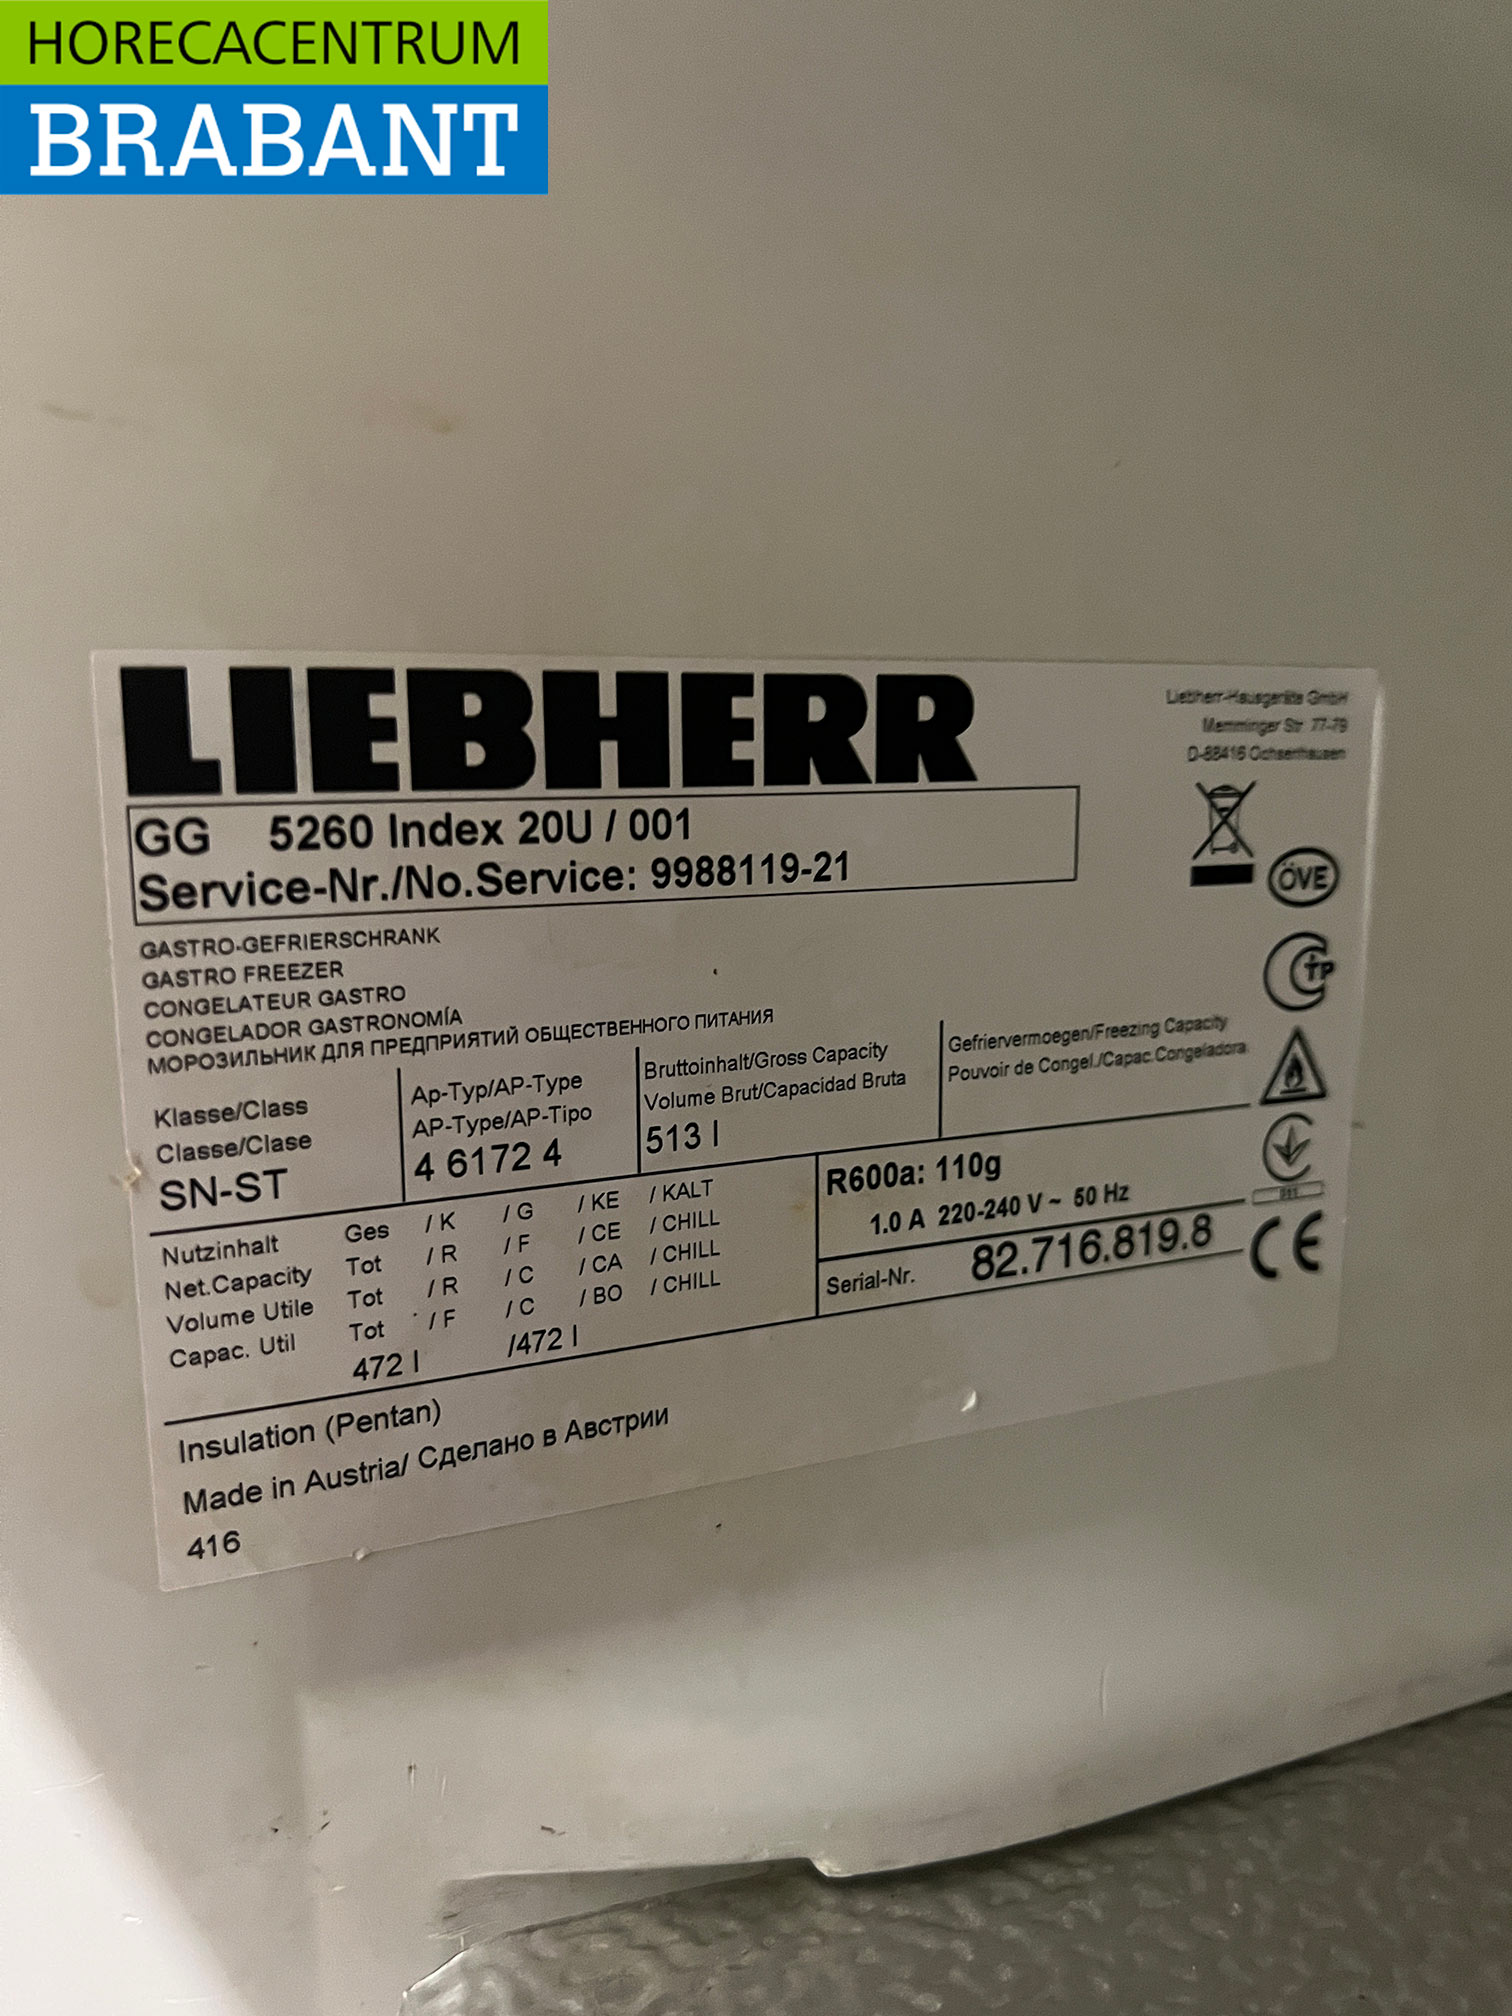 HORECACENTRUM
BRABANT
LIEBHERR
Liebherr-Hausgeräte GmbH
Memminger Str. 77-79
D-88416 Ochsenhausen
GG 5260 Index 20U / 001
Service-Nr./No.Service: 9988119-21
ÖVE
GASTRO-GEFRIERSCHRANK
GASTRO FREEZER
CONGELATEUR GASTRO
CONGELADOR GASTRONOMÍA
МОРОЗИЛЬНИК ДЛЯ ПРЕДПРИЯТИЙ ОБЩЕСТВЕННОГО ПИТАНИЯ
Klasse/Class
Classe/Clase
SN-ST
Ap-Typ/AP-Type
AP-Type/AP-Tipo
4 6172 4
Bruttoinhalt/Gross Capacity
Volume Brut/Capacidad Bruta
513 l
Gefriervermoegen/Freezing Capacity
Pouvoir de Congel./Capac.Congeladora
Nutzinhalt Ges / K / G / KE / KALT
Net.Capacity Tot / R / F / CE / CHILL
Volume Utile Tot / R / C / CA / CHILL
Capac. Util Tot / F / C / BO / CHILL
472 l /472 l
R600a: 110g
1.0 A 220-240 V ~ 50 Hz
Serial-Nr. 82.716.819.8
CE
Insulation (Pentan)
Made in Austria/ Сделано в Австрии
416